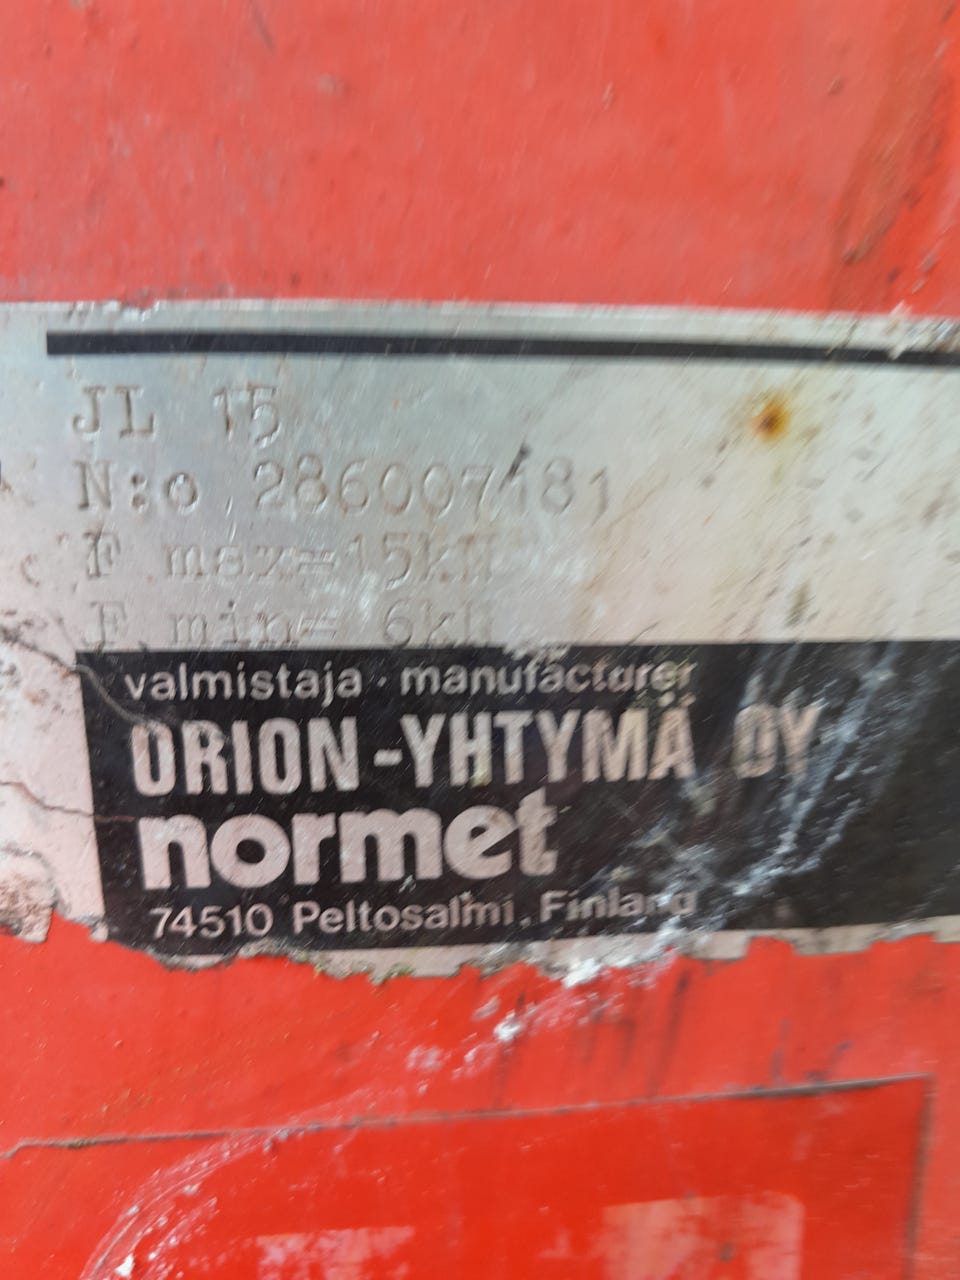 JL 15
N:o 286007181
F max=15kN
F min= 6kN
valmistaja · manufacturer
ORION-YHTYMÄ OY
normet
74510 Peltosalmi, Finland